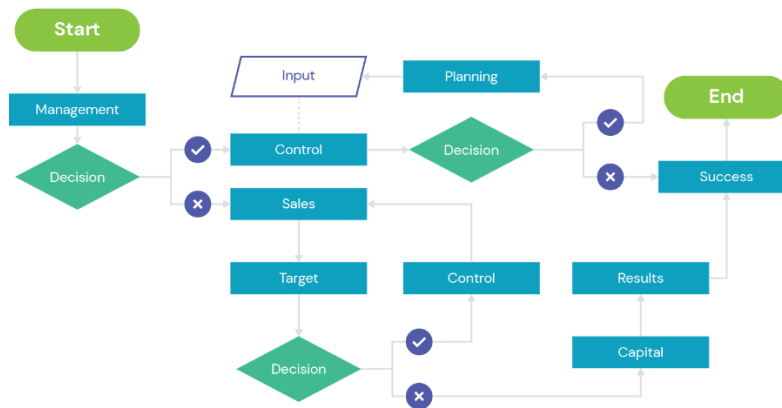 Start
Input
Planning
Management
End
Decision
Control
Decision
Success
Sales
Target
Control
Results
Decision
Capital